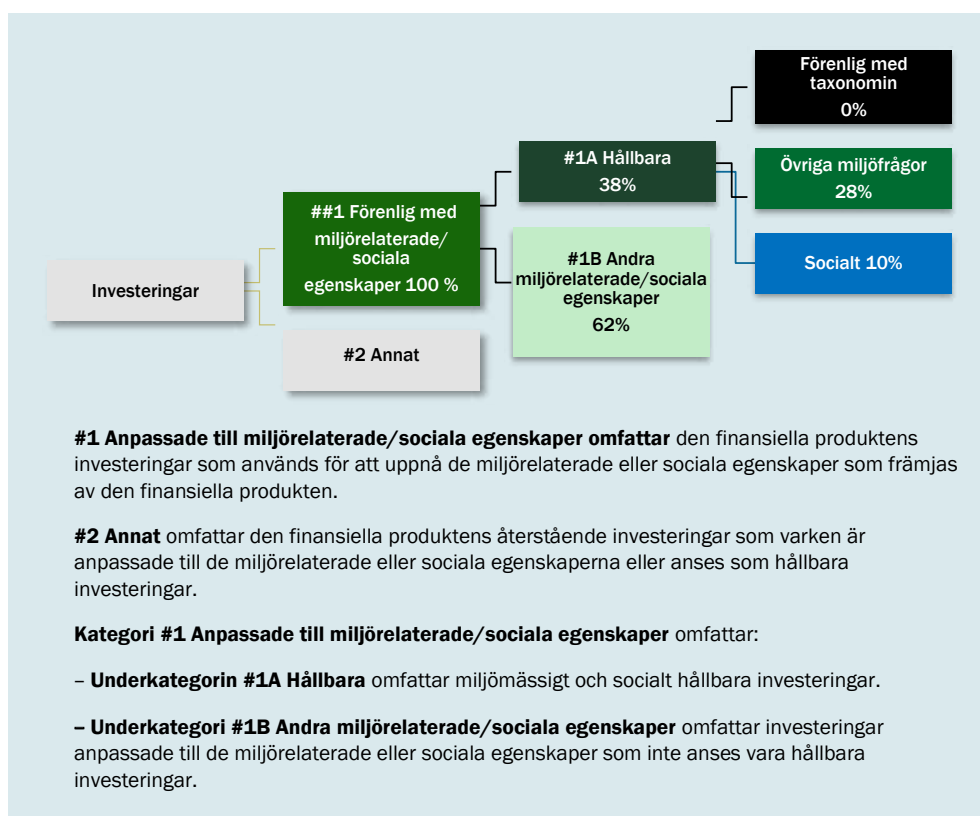 Förenlig med
taxonomin
0%
#1A Hållbara
38%
Övriga miljöfrågor
28%
##1 Förenlig med
miljörelaterade/
sociala
egenskaper 100 %
#1B Andra
miljörelaterade/sociala
egenskaper
62%
Socialt 10%
Investeringar
#2 Annat
#1 Anpassade till miljörelaterade/sociala egenskaper omfattar den finansiella produktens
investeringar som används för att uppnå de miljörelaterade eller sociala egenskaper som främjas
av den finansiella produkten.
#2 Annat omfattar den finansiella produktens återstående investeringar som varken är
anpassade till de miljörelaterade eller sociala egenskaperna eller anses som hållbara
investeringar.
Kategori #1 Anpassade till miljörelaterade/sociala egenskaper omfattar:
– Underkategorin #1A Hållbara omfattar miljömässigt och socialt hållbara investeringar.
– Underkategori #1B Andra miljörelaterade/sociala egenskaper omfattar investeringar
anpassade till de miljörelaterade eller sociala egenskaper som inte anses vara hållbara
investeringar.